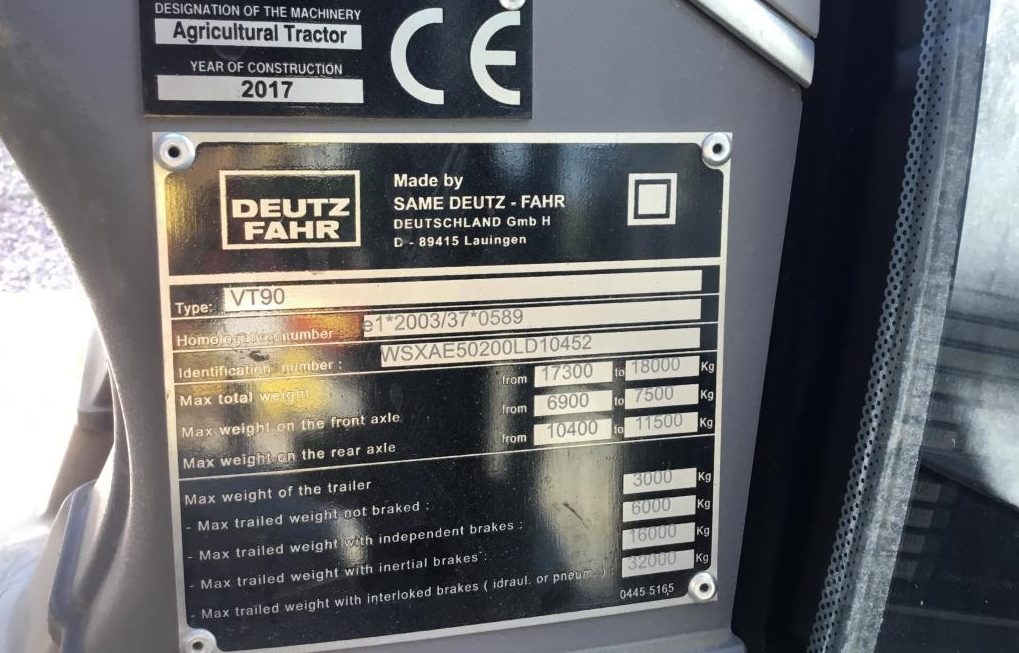 DESIGNATION OF THE MACHINERY
Agricultural Tractor
YEAR OF CONSTRUCTION
2017
CE
DEUTZ
FAHR
Made by
SAME DEUTZ - FAHR
DEUTSCHLAND Gmb H
D - 89415 Lauingen
Type: VT90
Homologation number : e1*2003/37*0589
Identification number : WSXAE50200LD10452
Max total weight from 17300 to 18000 Kg
Max weight on the front axle from 6900 to 7500 Kg
Max weight on the rear axle from 10400 to 11500 Kg
Max weight of the trailer
- Max trailed weight not braked : 3000 Kg
- Max trailed weight with independent brakes : 6000 Kg
- Max trailed weight with inertial brakes : 16000 Kg
- Max trailed weight with interloked brakes ( idraul. or pneum. ) 32000 Kg
0445 5165